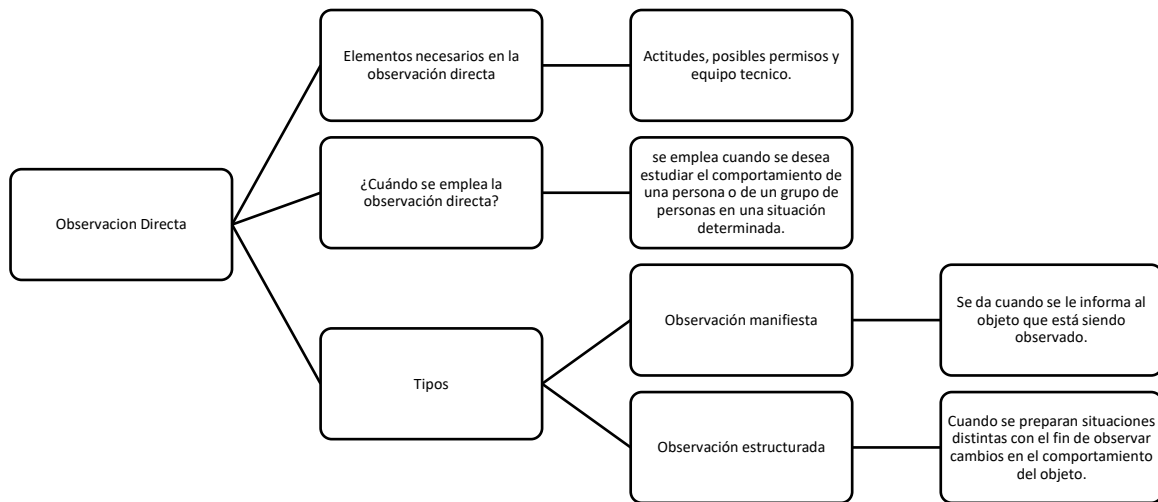 Elementos necesarios en la
observación directa
Actitudes, posibles permisos y
equipo tecnico.
Observacion Directa
¿Cuándo se emplea la
observación directa?
se emplea cuando se desea
estudiar el comportamiento de
una persona o de un grupo de
personas en una situación
determinada.
Tipos
Observación manifiesta
Se da cuando se le informa al
objeto que está siendo
observado.
Observación estructurada
Cuando se preparan situaciones
distintas con el fin de observar
cambios en el comportamiento
del objeto.